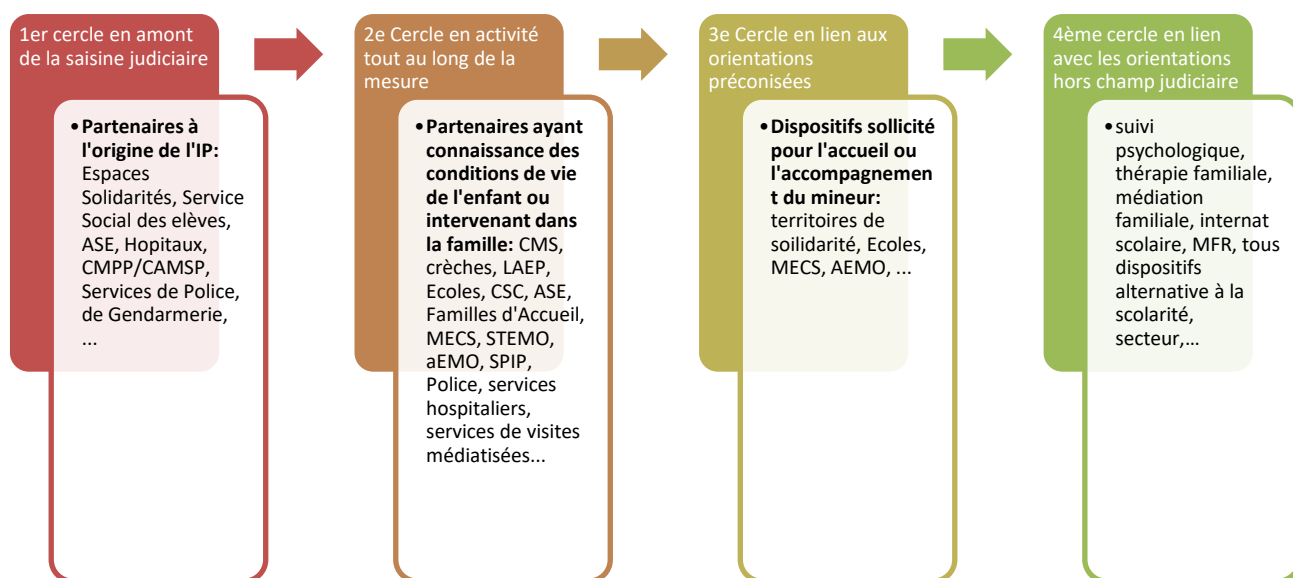 1er cercle en amont
de la saisine judiciaire
•Partenaires à
l'origine de l'IP:
Espaces
Solidarités, Service
Social des elèves,
ASE, Hopitaux,
CMPP/CAMSP,
Services de Police,
de Gendarmerie,
...
2e Cercle en activité
tout au long de la
mesure
•Partenaires ayant
connaissance des
conditions de vie
de l'enfant ou
intervenant dans
la famille: CMS,
crèches, LAEP,
Ecoles, CSC, ASE,
Familles d'Accueil,
MECS, STEMO,
aEMO, SPIP,
Police, services
hospitaliers,
services de visites
médiatisées...
3e Cercle en lien aux
orientations
préconisées
•Dispositifs sollicité
pour l'accueil ou
l'accompagnemen
t du mineur:
territoires de
soilidarité, Ecoles,
MECS, AEMO, ...
4ème cercle en lien
avec les orientations
hors champ judiciaire
•suivi
psychologique,
thérapie familiale,
médiation
familiale, internat
scolaire, MFR, tous
dispositifs
alternative à la
scolarité,
secteur,...